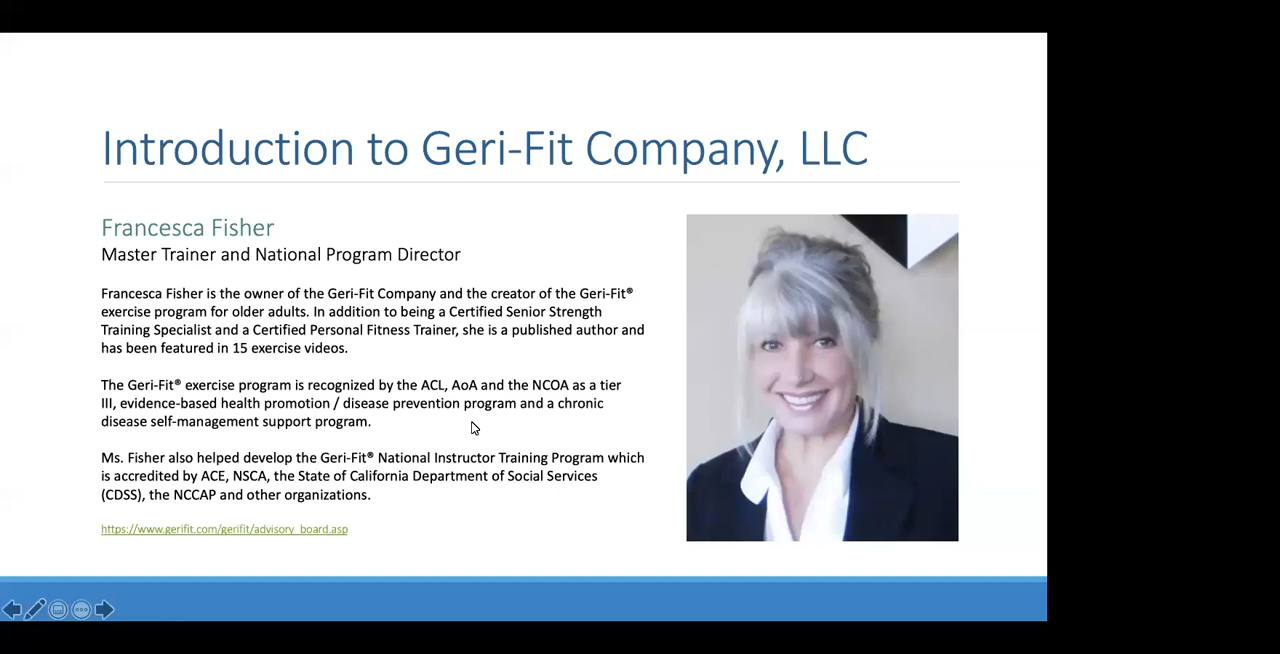 Introduction to Geri-Fit Company, LLC
Francesca Fisher
Master Trainer and National Program Director
Francesca Fisher is the owner of the Geri-Fit Company and the creator of the Geri-Fit®
exercise program for older adults. In addition to being a Certified Senior Strength
Training Specialist and a Certified Personal Fitness Trainer, she is a published author and
has been featured in 15 exercise videos.
The Geri-Fit® exercise program is recognized by the ACL, AoA and the NCOA as a tier
III, evidence-based health promotion / disease prevention program and a chronic
disease self-management support program.
Ms. Fisher also helped develop the Geri-Fit® National Instructor Training Program which
is accredited by ACE, NSCA, the State of California Department of Social Services
(CDSS), the NCCAP and other organizations.
https://www.gerifit.com/gerifit/advisory_board.asp